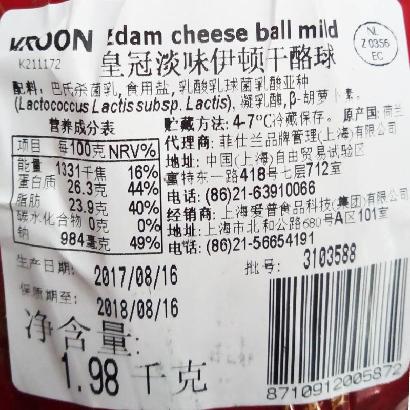 KROON Edam cheese ball mild
K211172
NL
Z 0356
EC
皇冠淡味伊顿干酪球
配料: 巴氏杀菌乳, 食用盐, 乳酸乳球菌乳酸亚种
(Lactococcus Lactis subsp. Lactis), 凝乳酶, β-胡萝卜素。
营养成分表
项目 每100克 NRV%
能量 1331千焦 16%
蛋白质 26.3克 44%
脂肪 23.9克 40%
碳水化合物 0克 0%
钠 984毫克 49%
贮藏方法: 4-7℃冷藏保存。 原产国: 荷兰
代理商: 菲仕兰品牌管理(上海)有限公司
地址: 中国(上海)自由贸易试验区
富特东一路418号七层712室
电话: (86)21-63910066
经销商: 上海爱普食品科技(集团)有限公司
地址: 上海市北和公路680号A区101室
电话: (86)21-56654191
生产日期: 2017/08/16
批号: 3103588
保质期至: 2018/08/16
净含量:
1.98 千克
8710912005872